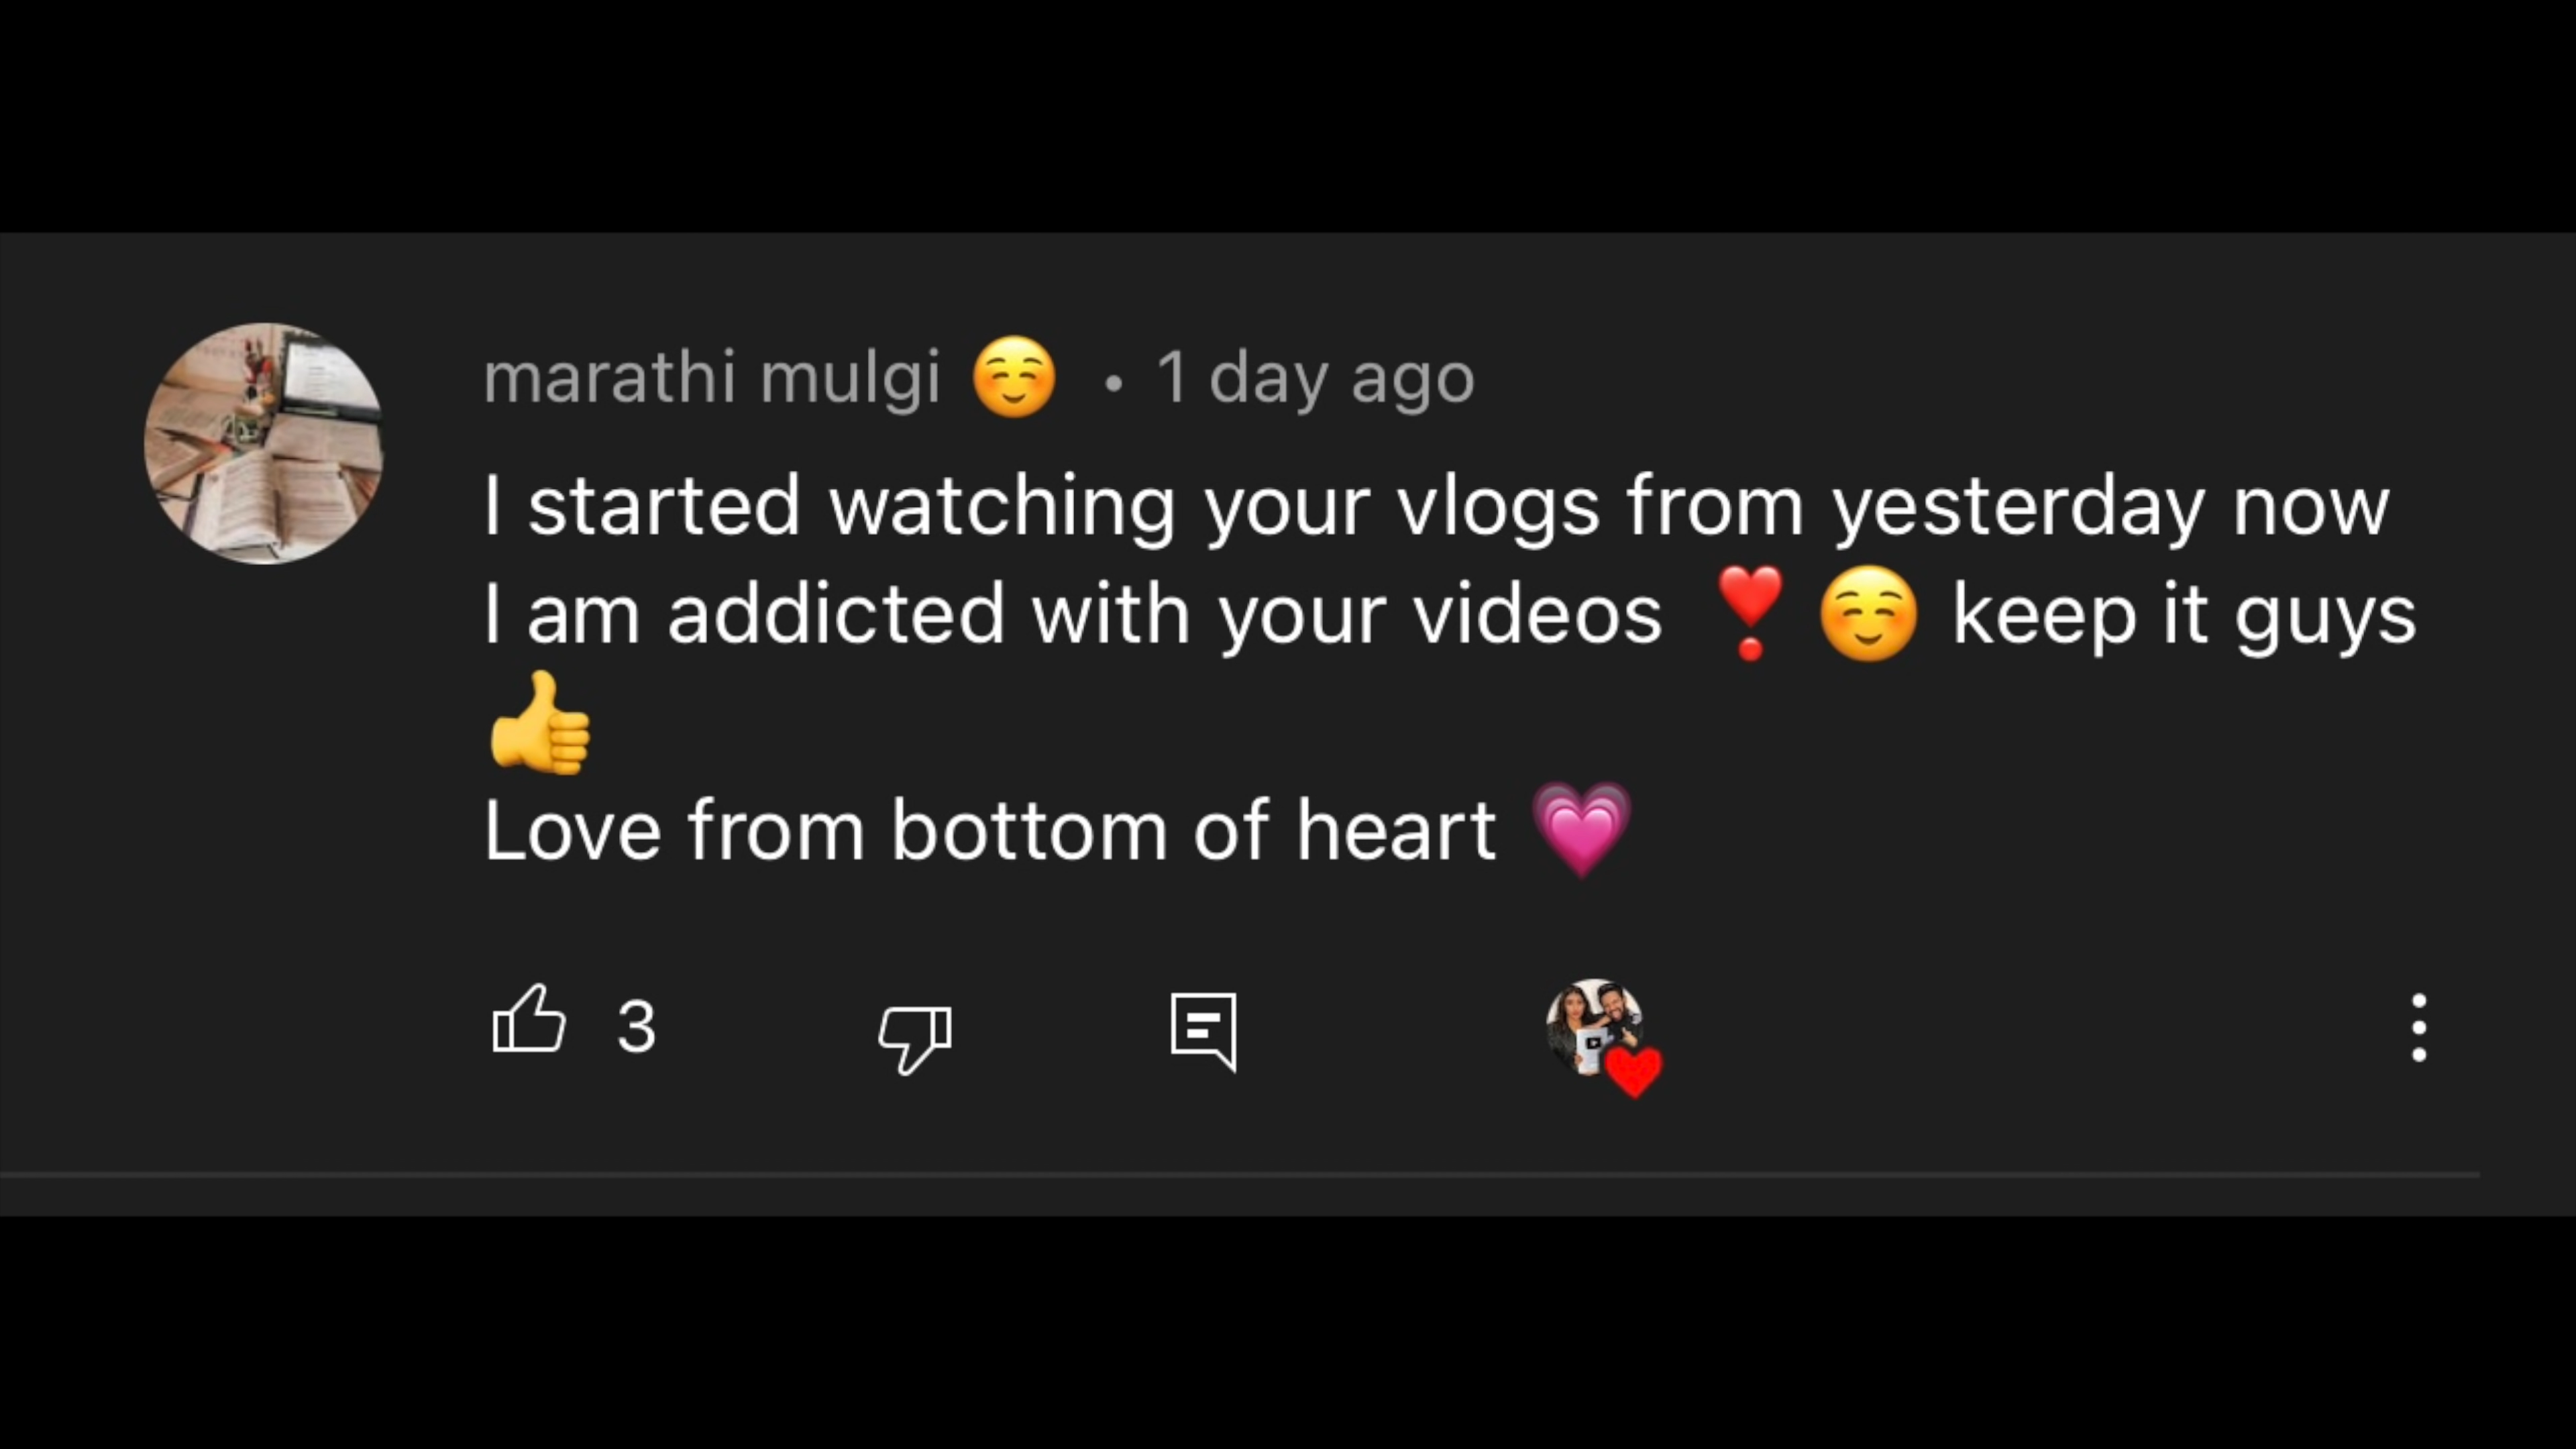 marathi mulgi ☺️ • 1 day ago
I started watching your vlogs from yesterday now
I am addicted with your videos ❣️☺️ keep it guys
👍
Love from bottom of heart 💗
3